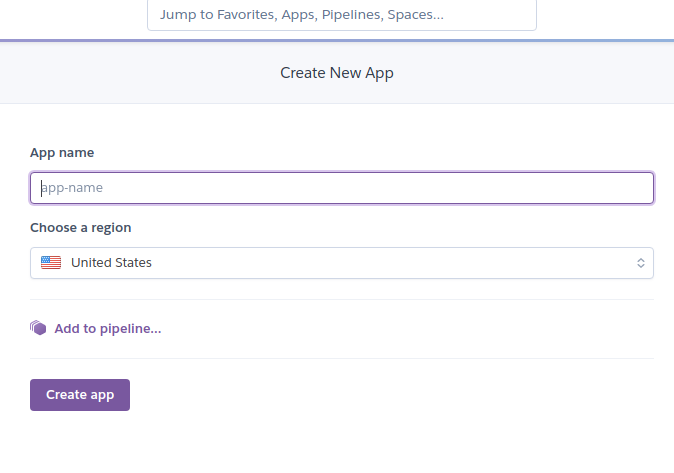 Jump to Favorites, Apps, Pipelines, Spaces...
Create New App
App name
app-name
Choose a region
United States
Add to pipeline...
Create app